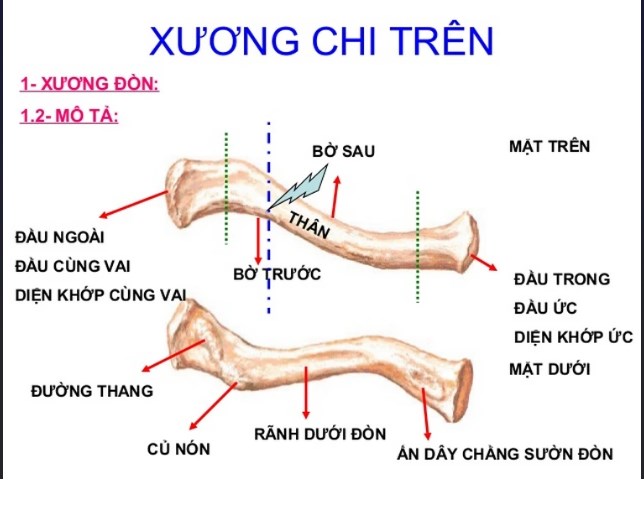 XƯƠNG CHI TRÊN
1- XƯƠNG ĐÒN:
1.2- MÔ TẢ:
BỜ SAU
MẶT TRÊN
THÂN
ĐẦU NGOÀI
ĐẦU CÙNG VAI
DIỆN KHỚP CÙNG VAI
BỜ TRƯỚC
ĐẦU TRONG
ĐẦU ỨC
DIỆN KHỚP ỨC
MẶT DƯỚI
ĐƯỜNG THANG
CỦ NÓN
RÃNH DƯỚI ĐÒN
ẤN DÂY CHẰNG SƯỜN ĐÒN